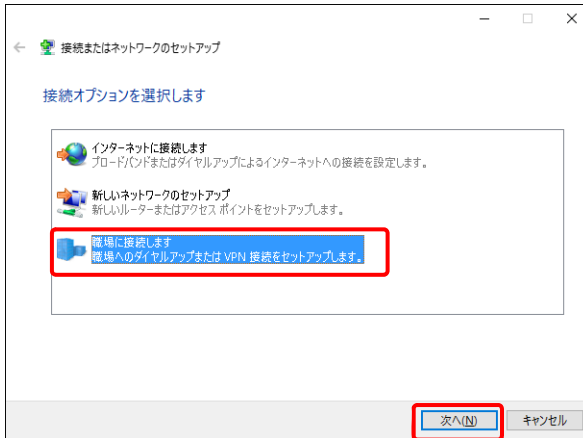 接続またはネットワークのセットアップ
接続オプションを選択します
インターネットに接続します
ブロードバンドまたはダイヤルアップによるインターネットへの接続を設定します。
新しいネットワークのセットアップ
新しいルーターまたはアクセス ポイントをセットアップします。
職場に接続します
職場へのダイヤルアップまたは VPN 接続をセットアップします。
次へ(N) キャンセル